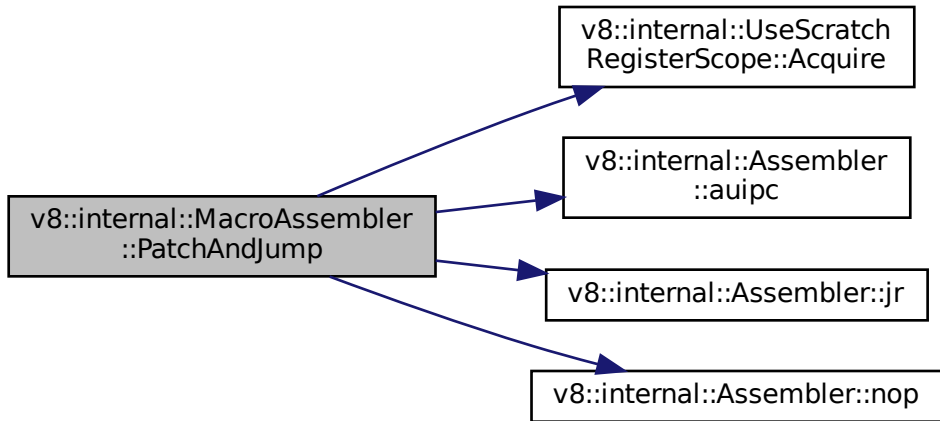 v8::internal::MacroAssembler
::PatchAndJump
v8::internal::UseScratch
RegisterScope::Acquire
v8::internal::Assembler
::auipc
v8::internal::Assembler::jr
v8::internal::Assembler::nop